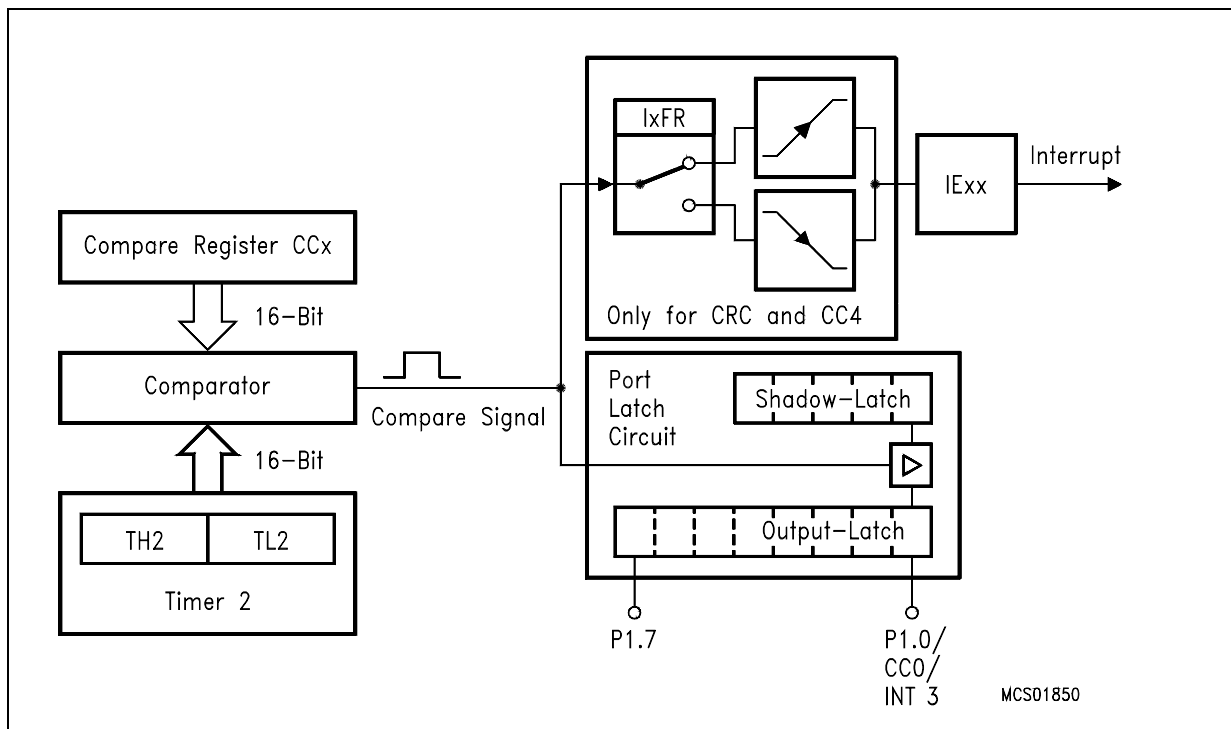 IxFR
IExx
Interrupt
Compare Register CCx
16-Bit
Only for CRC and CC4
Comparator
Compare Signal
16-Bit
Port
Latch
Circuit
Shadow-Latch
TH2
TL2
Timer 2
Output-Latch
P1.7
P1.0/
CC0/
INT 3
MCS01850